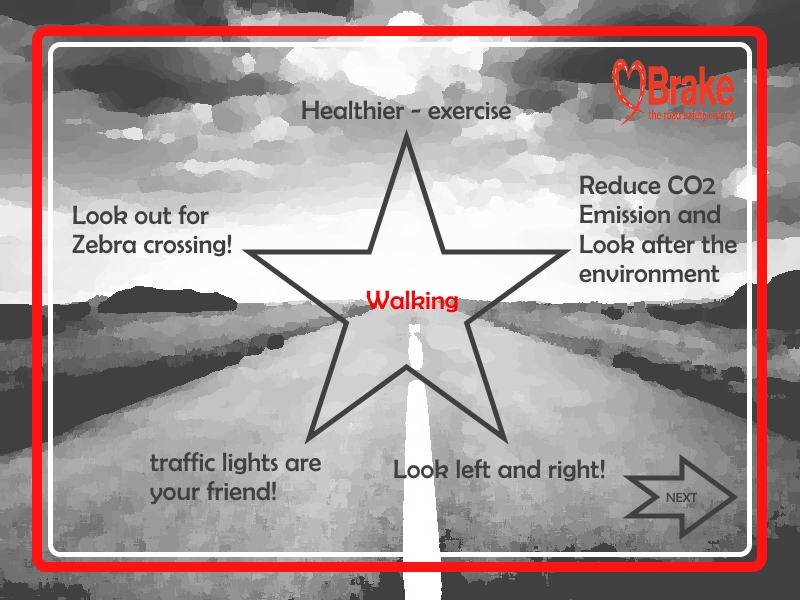 Brake
the road safety charity
Healthier - exercise
Look out for
Zebra crossing!
Reduce CO2
Emission and
Look after the
environment
Walking
traffic lights are
your friend!
Look left and right!
NEXT